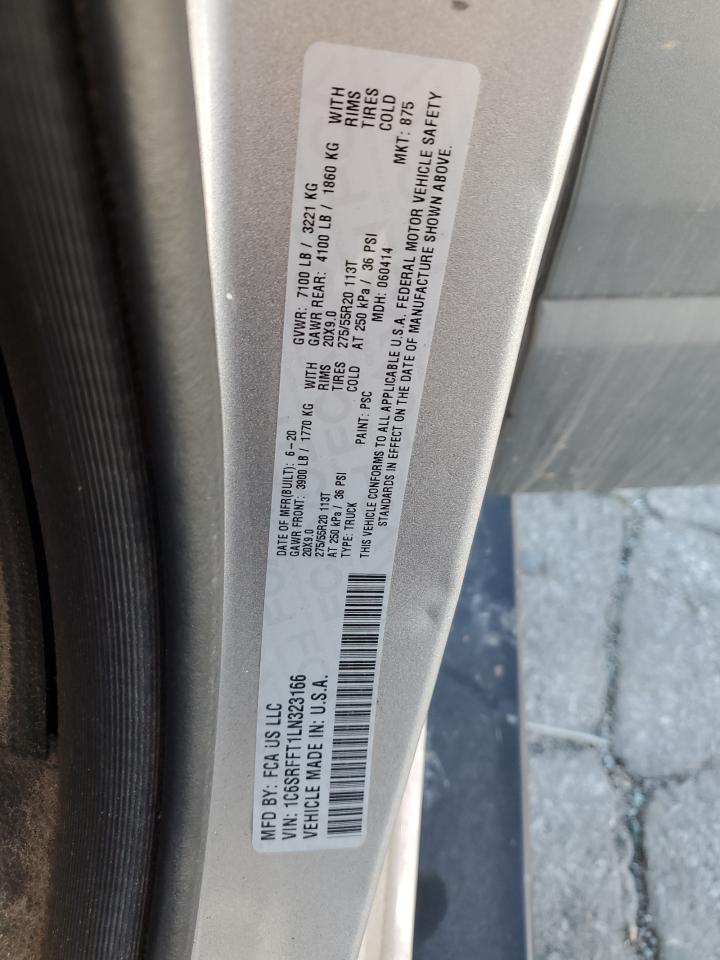 MFD BY: FCA US LLC
VIN: 1C6SRFFT1LN323166
VEHICLE MADE IN: U.S.A.
DATE OF MFR(BUILT): 6-20 GVWR: 7100 LB / 3221 KG
GAWR FRONT: 3900 LB / 1770 KG WITH GAWR REAR: 4100 LB / 1860 KG WITH
20X9.0 RIMS 20X9.0 RIMS
275/55R20 113T TIRES 275/55R20 113T TIRES
AT 250 kPa / 36 PSI COLD AT 250 kPa / 36 PSI COLD
TYPE: TRUCK PAINT: PSC MDH: 060414 MKT: 875
THIS VEHICLE CONFORMS TO ALL APPLICABLE U.S.A. FEDERAL MOTOR VEHICLE SAFETY
STANDARDS IN EFFECT ON THE DATE OF MANUFACTURE SHOWN ABOVE.